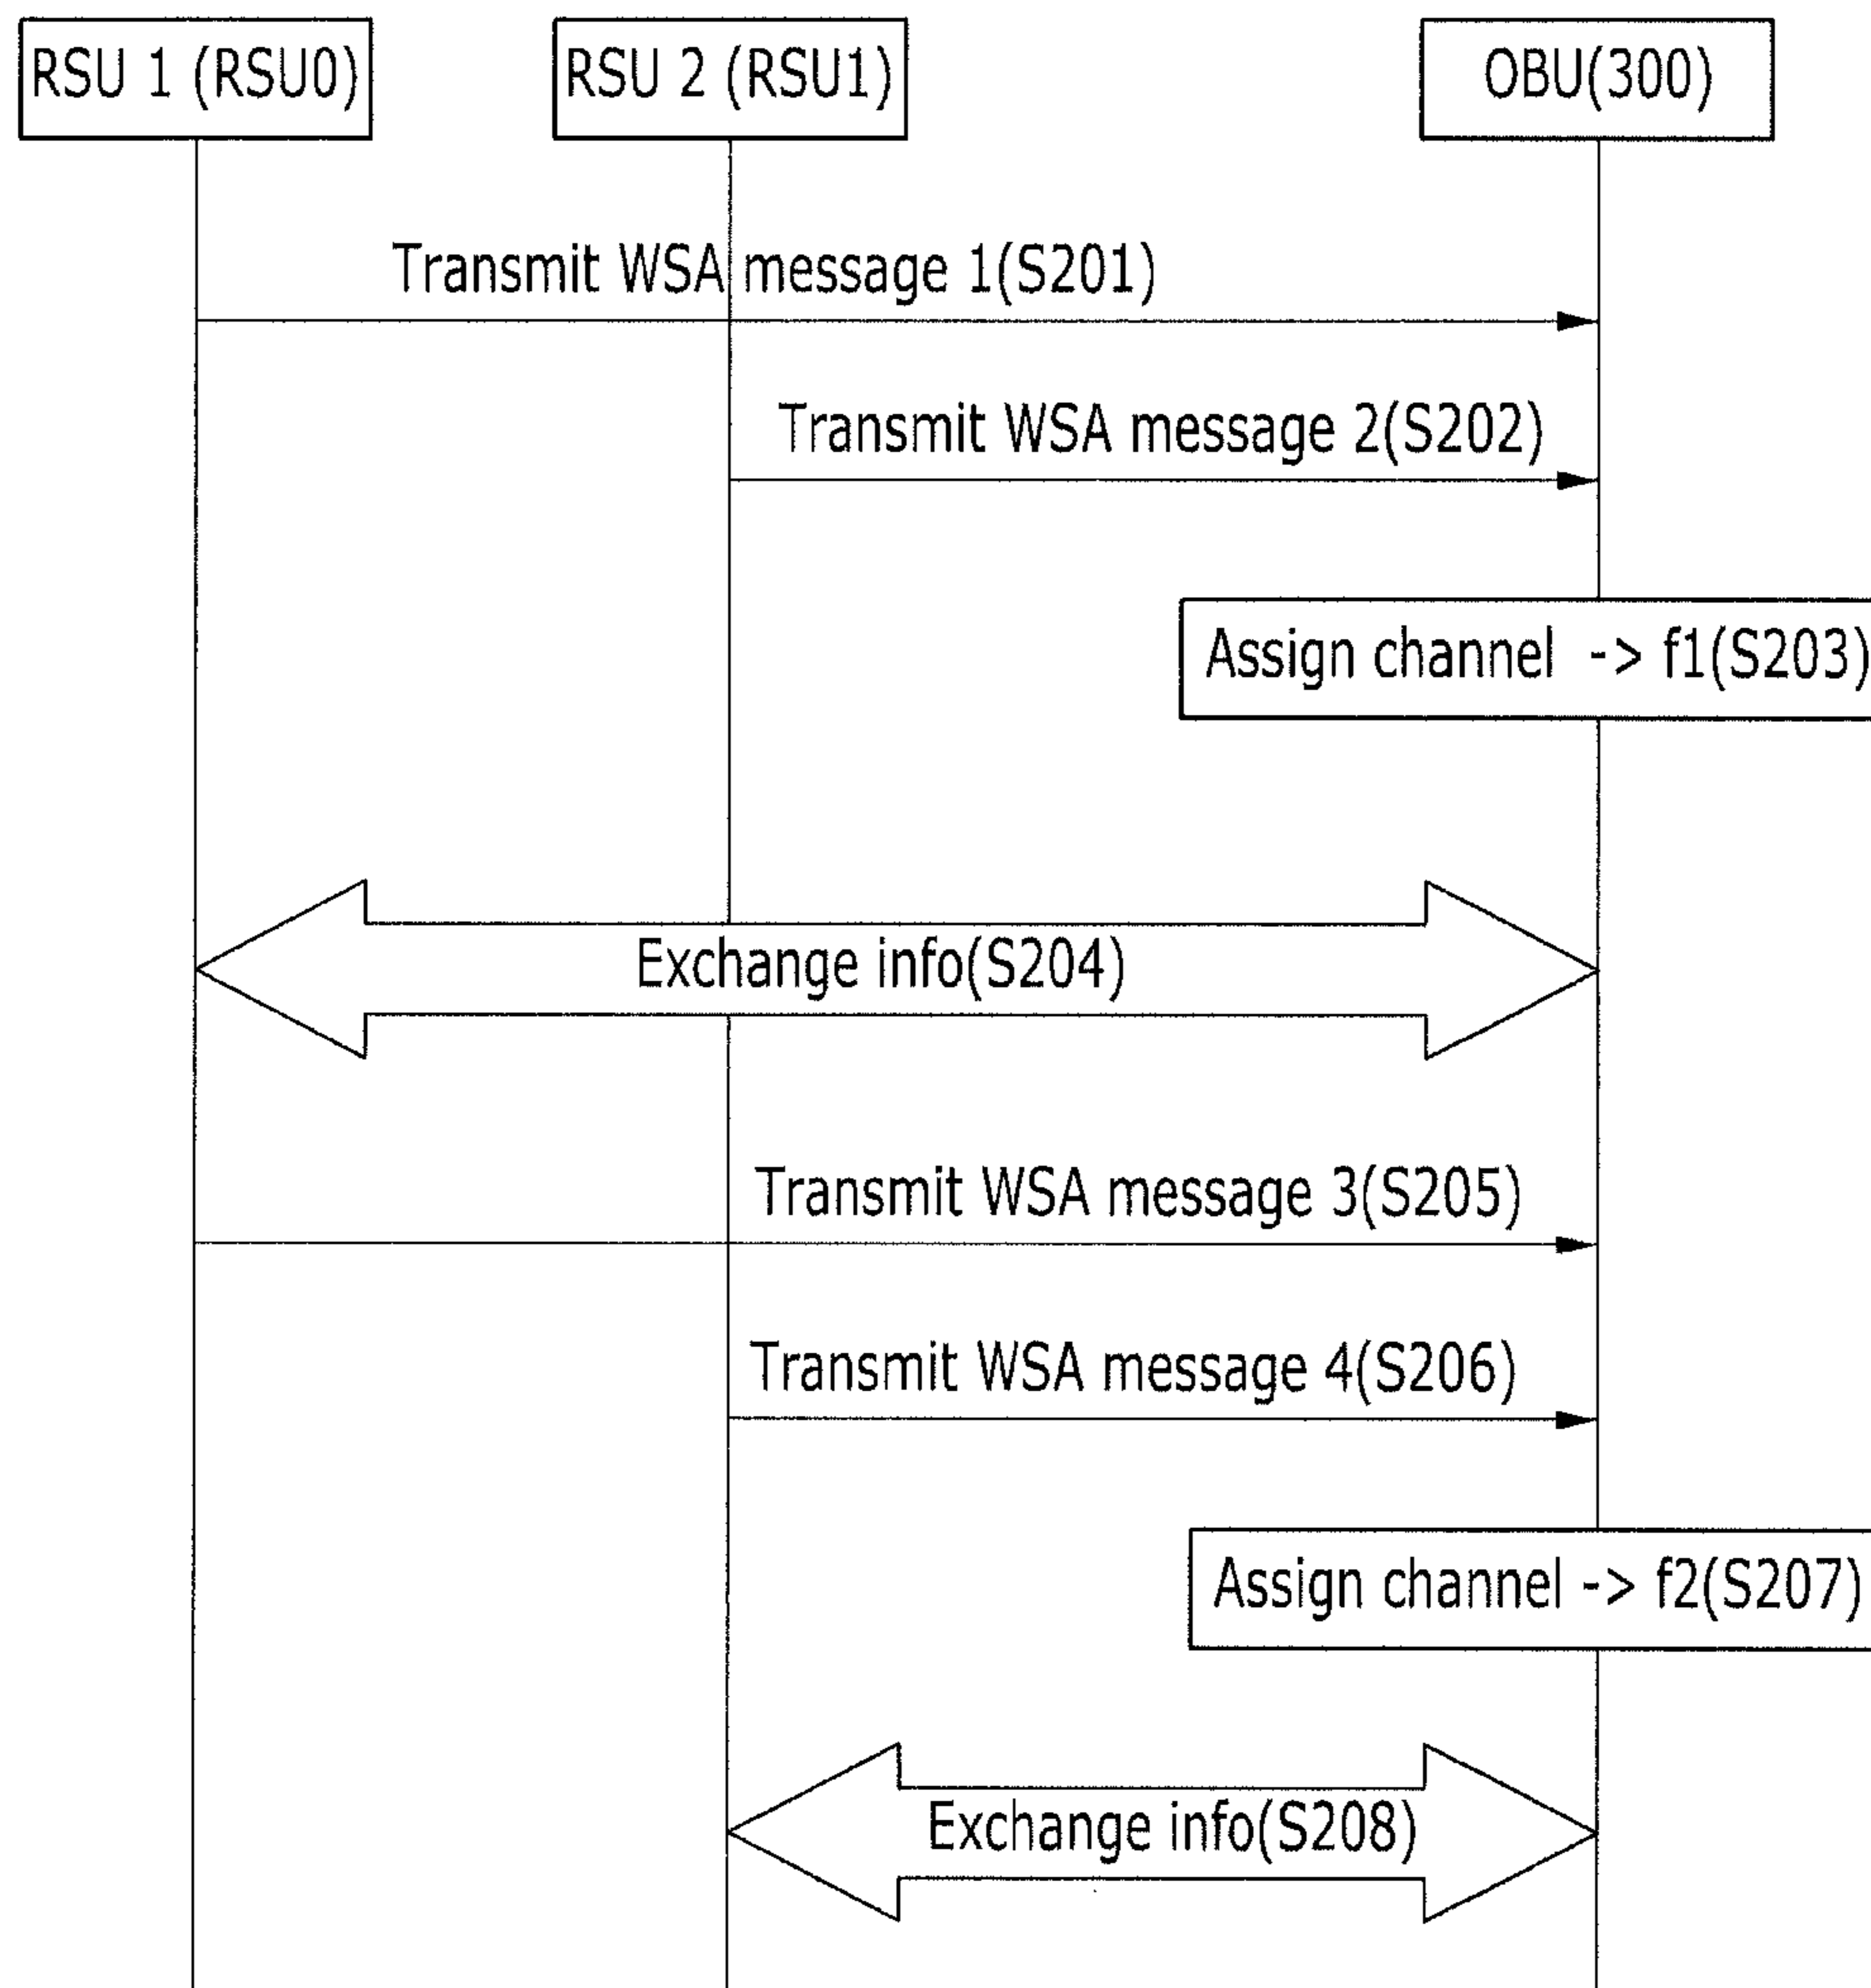 RSU 1 (RSU0)
RSU 2 (RSU1)
OBU(300)
Transmit WSA message 1(S201)
Transmit WSA message 2(S202)
Assign channel -> f1(S203)
Exchange info(S204)
Transmit WSA message 3(S205)
Transmit WSA message 4(S206)
Assign channel -> f2(S207)
Exchange info(S208)